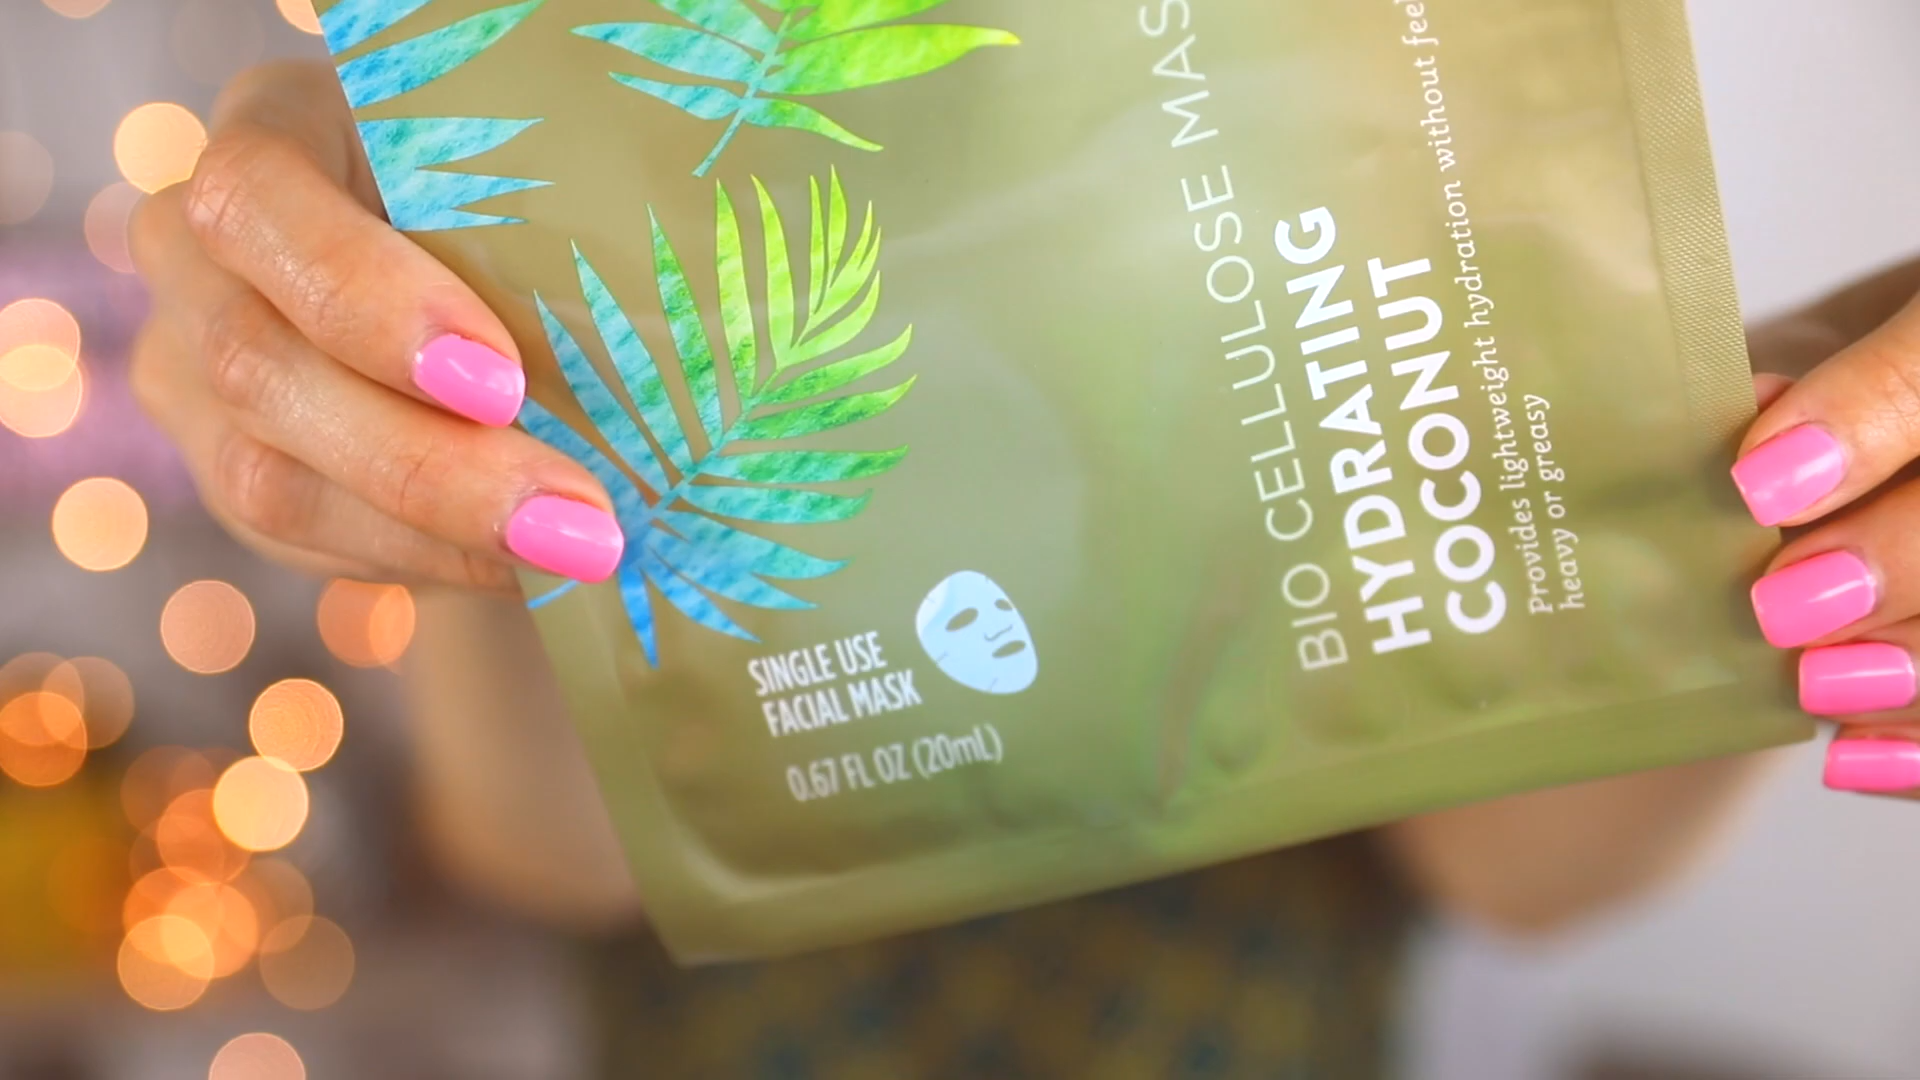 BIO CELLULOSE MAS
HYDRATING
COCONUT
Provides lightweight hydration without feel
heavy or greasy
SINGLE USE
FACIAL MASK
0.67 FL OZ (20mL)